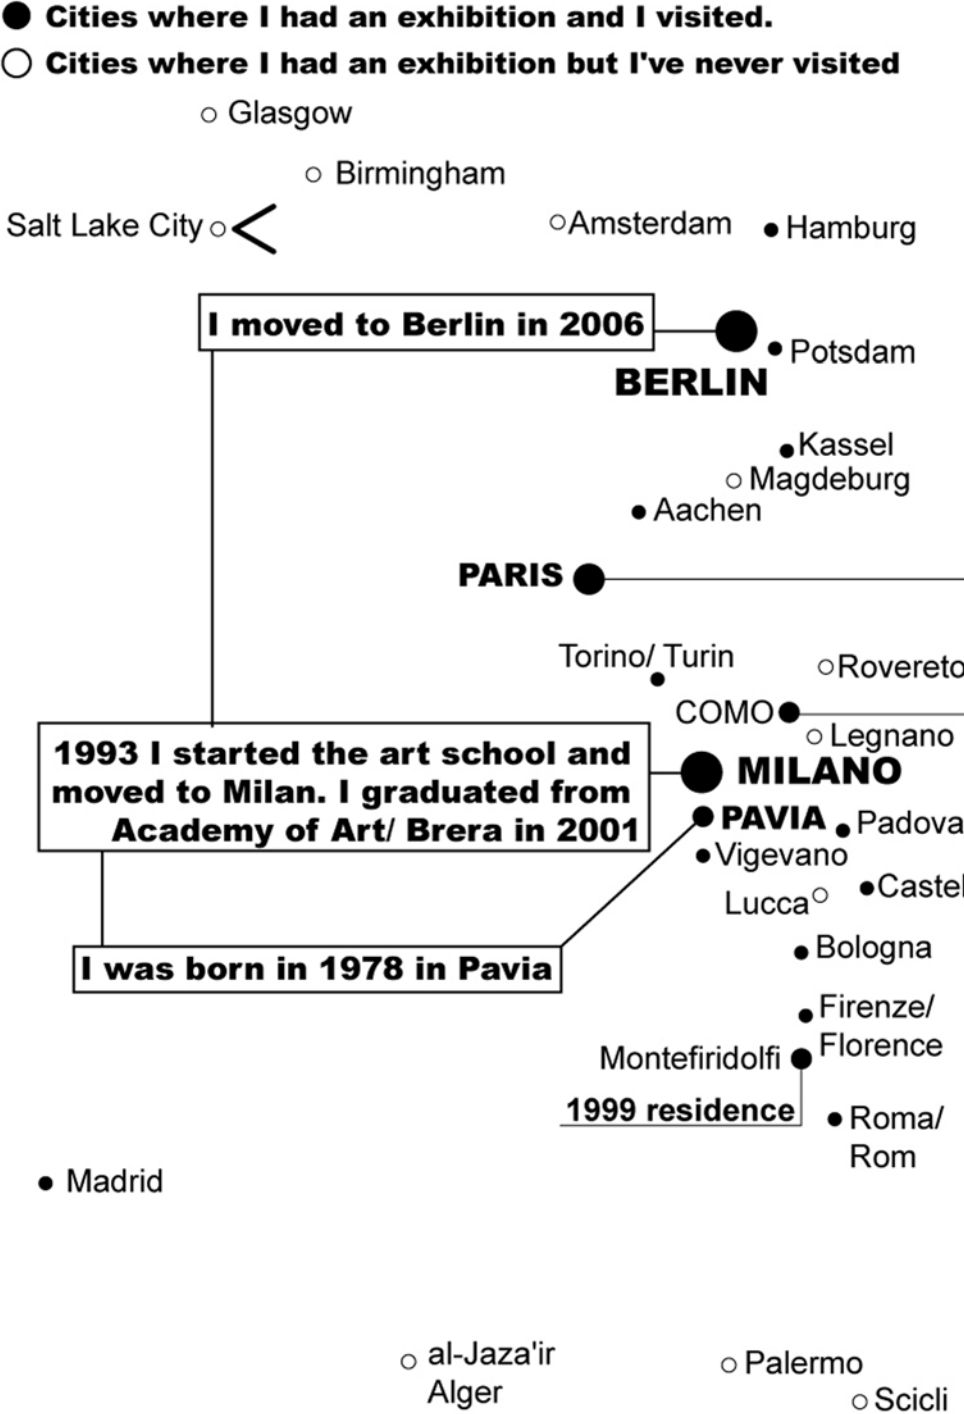 Cities where I had an exhibition and I visited.
Cities where I had an exhibition but I've never visited
Glasgow
Birmingham
Salt Lake City
Amsterdam
Hamburg
I moved to Berlin in 2006
Potsdam
BERLIN
Kassel
Magdeburg
Aachen
PARIS
Torino/ Turin
Rovereto
COMO
Legnano
1993 I started the art school and
moved to Milan. I graduated from
Academy of Art/ Brera in 2001
MILANO
PAVIA
Padova
Vigevano
Castel
Lucca
Bologna
I was born in 1978 in Pavia
Firenze/
Florence
Montefiridolfi
1999 residence
Roma/
Rom
Madrid
al-Jaza'ir
Alger
Palermo
Scicli